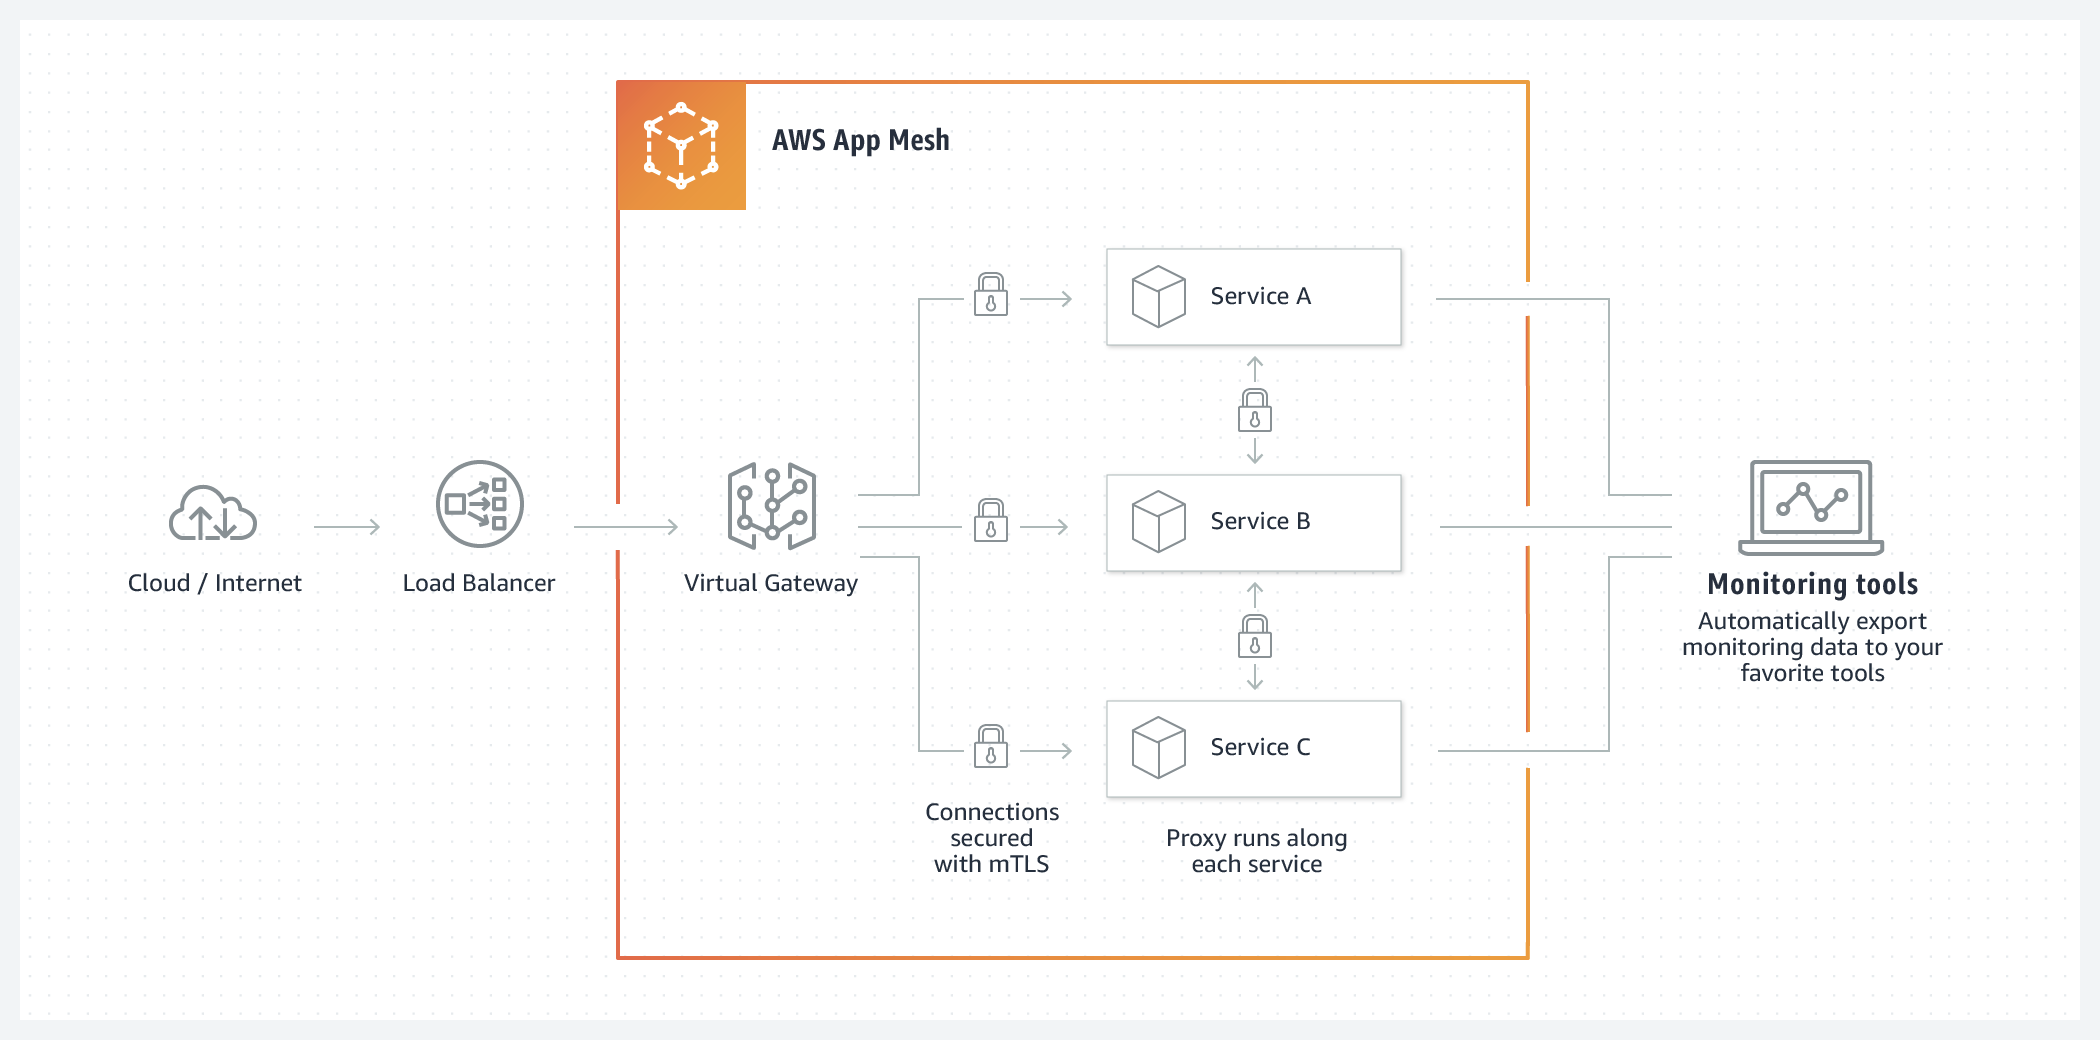 AWS App Mesh
Service A
Service B
Cloud / Internet
Load Balancer
Virtual Gateway
Monitoring tools
Automatically export
monitoring data to your
favorite tools
Service C
Connections
secured
with mTLS
Proxy runs along
each service